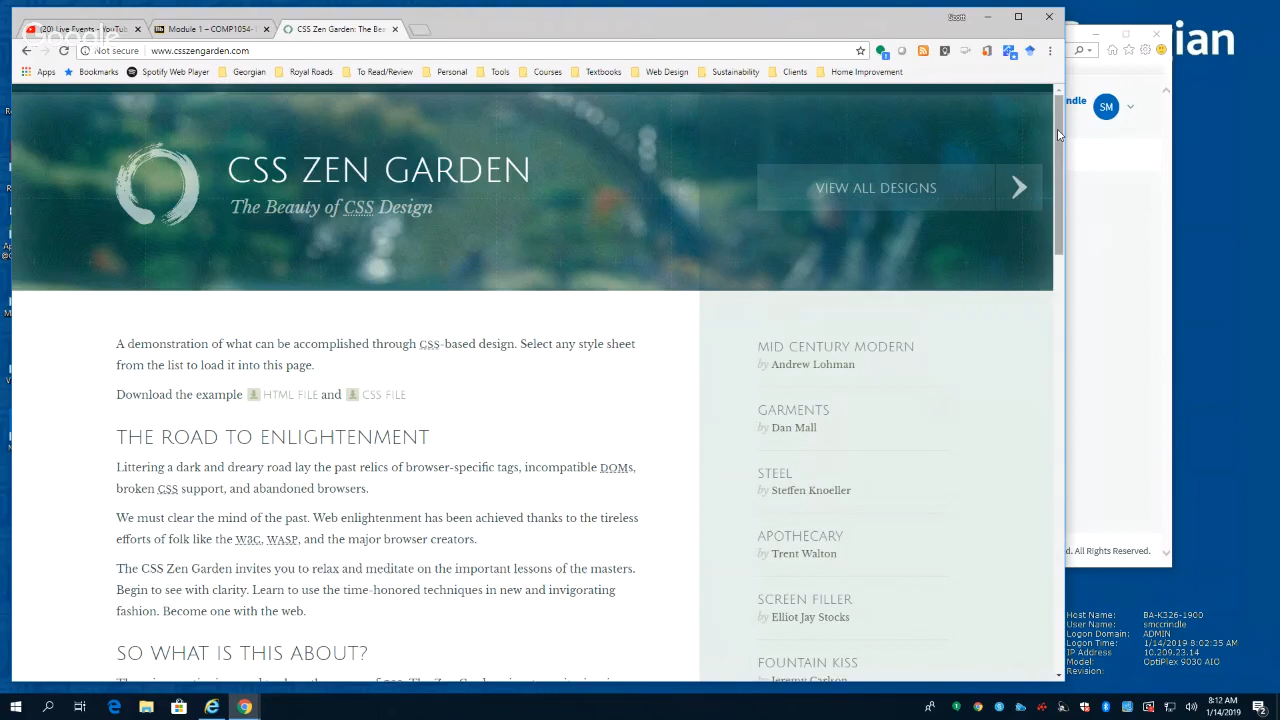 Scott
(20) Live Events - YouTube
Module 1 – COMP1054-
CSS Zen Garden: The Bea
Google
Not secure
www.csszengarden.com
Apps
Bookmarks
Spotify Web Player
Georgian
Royal Roads
To Read/Review
Personal
Tools
Courses
Textbooks
Web Design
Sustainability
Clients
Home Improvement
CSS ZEN GARDEN
The Beauty of CSS Design
VIEW ALL DESIGNS
A demonstration of what can be accomplished through CSS-based design. Select any style sheet
from the list to load it into this page.
Download the example HTML FILE and CSS FILE
THE ROAD TO ENLIGHTENMENT
Littering a dark and dreary road lay the past relics of browser-specific tags, incompatible DOMs,
broken CSS support, and abandoned browsers.
We must clear the mind of the past. Web enlightenment has been achieved thanks to the tireless
efforts of folk like the W3C, WASP, and the major browser creators.
The CSS Zen Garden invites you to relax and meditate on the important lessons of the masters.
Begin to see with clarity. Learn to use the time-honored techniques in new and invigorating
fashion. Become one with the web.
SO WHAT IS THIS ABOUT?
MID CENTURY MODERN
by Andrew Lohman
GARMENTS
by Dan Mall
STEEL
by Steffen Knoeller
APOTHECARY
by Trent Walton
SCREEN FILLER
by Elliot Jay Stocks
FOUNTAIN KISS
by Jeremy Carlson
ian
ndle
SM
d. All Rights Reserved.
Host Name: BA-K326-1900
User Name: smccrindle
Logon Domain: ADMIN
Logon Time: 1/14/2019 8:02:35 AM
IP Address 10.209.23.14
Model: OptiPlex 9030 AIO
Revision:
8:12 AM
1/14/2019
2